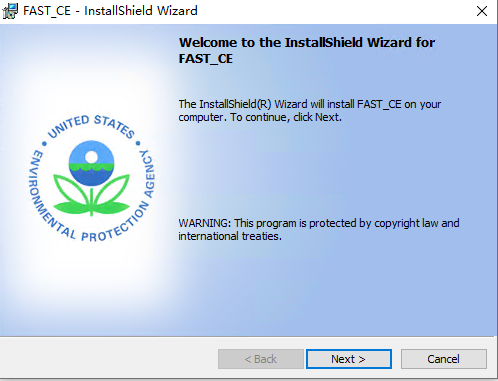 FAST_CE - InstallShield Wizard
Welcome to the InstallShield Wizard for
FAST_CE
The InstallShield(R) Wizard will install FAST_CE on your
computer. To continue, click Next.
UNITED STATES
ENVIRONMENTAL PROTECTION AGENCY
WARNING: This program is protected by copyright law and
international treaties.
< Back
Next >
Cancel